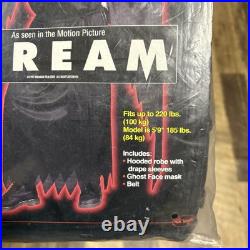 As seen in the Motion Picture
REAM
Fits up to 220 lbs.
(100 kg)
Model is 5'9" 185 lbs.
(84 kg)
Includes:
• Hooded robe with
drape sleeves
• Ghost Face mask
• Belt